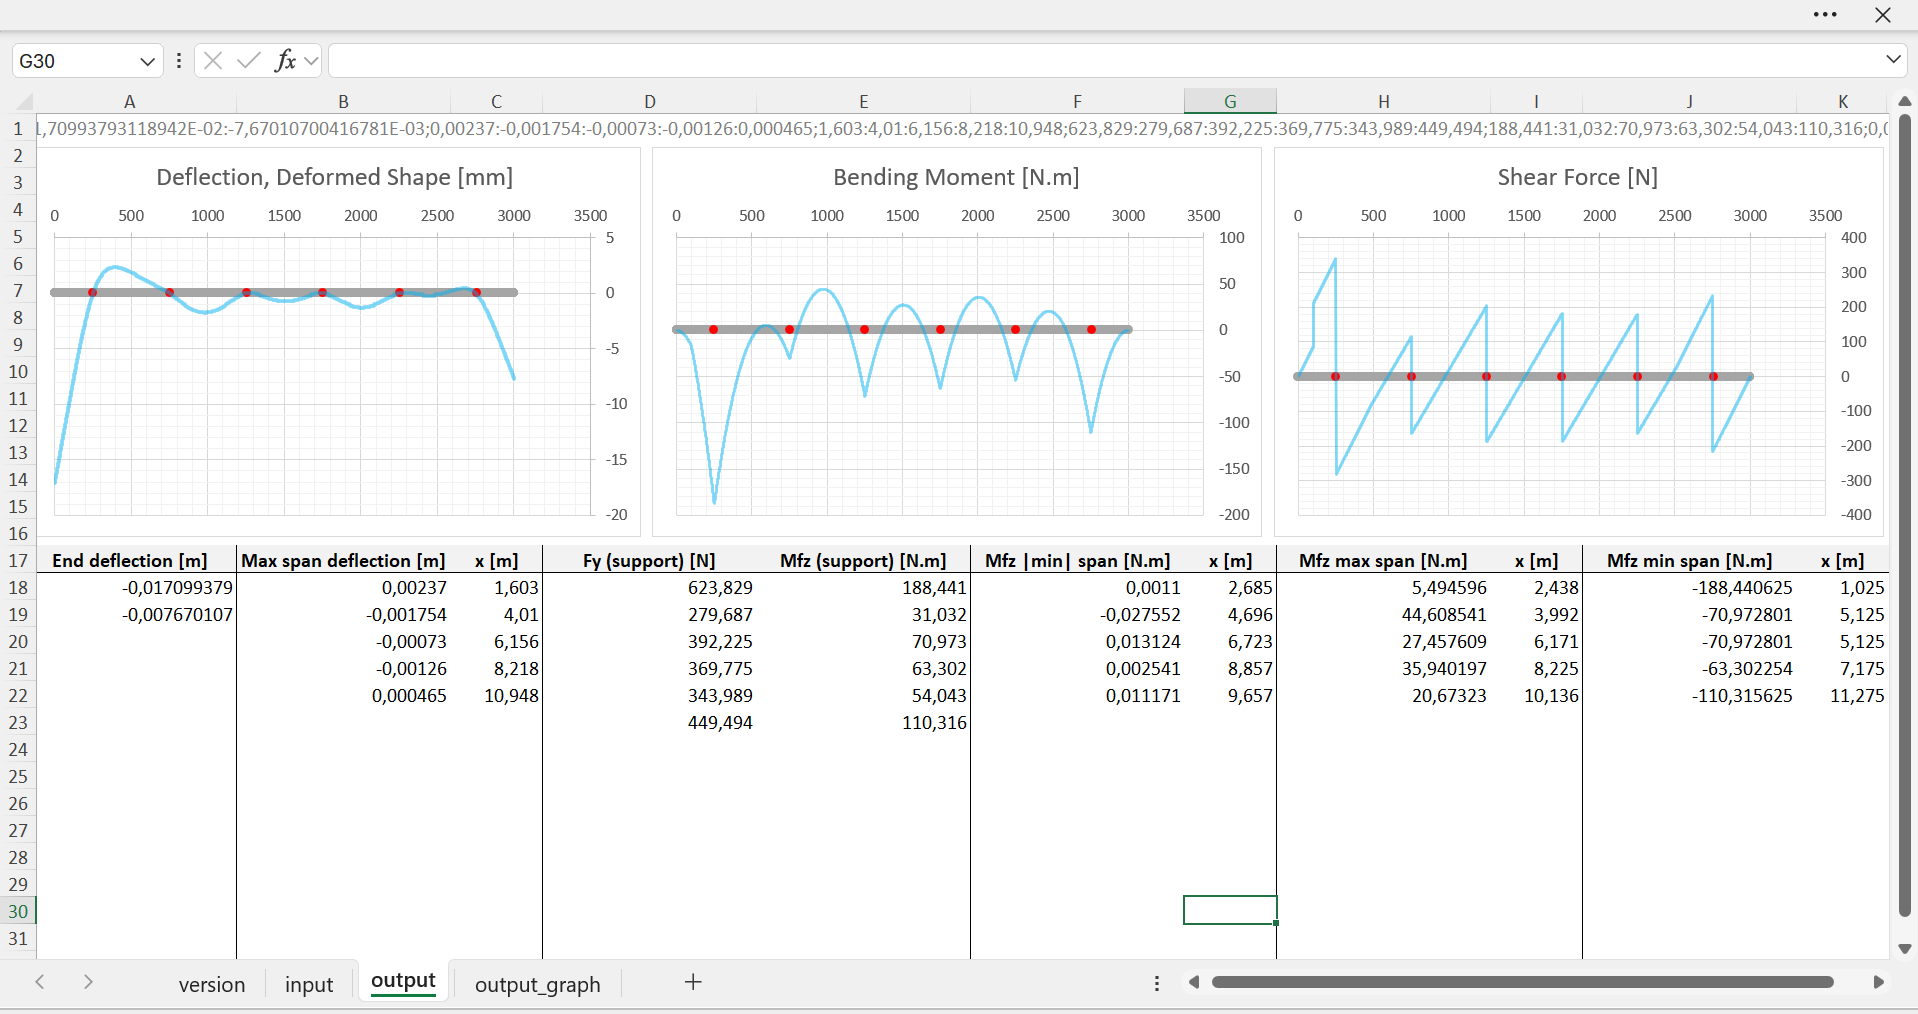 G30
fx
A B C D E F G H I J K
1 1,70993793118942E-02:-7,67010700416781E-03;0,00237:-0,001754:-0,00073:-0,00126:0,000465;1,603:4,01:6,156:8,218:10,948;623,829:279,687:392,225:369,775:343,989:449,494;188,441:31,032:70,973:63,302:54,043:110,316;0,0
2
3
4
5
6
7
8
9
10
11
12
13
14
15
16
Deflection, Deformed Shape [mm]
0 500 1000 1500 2000 2500 3000 3500
5
0
-5
-10
-15
-20
Bending Moment [N.m]
0 500 1000 1500 2000 2500 3000 3500
100
50
0
-50
-100
-150
-200
Shear Force [N]
0 500 1000 1500 2000 2500 3000 3500
400
300
200
100
0
-100
-200
-300
-400
17 End deflection [m] Max span deflection [m] x [m] Fy (support) [N] Mfz (support) [N.m] Mfz |min| span [N.m] x [m] Mfz max span [N.m] x [m] Mfz min span [N.m] x [m]
18 -0,017099379 0,00237 1,603 623,829 188,441 0,0011 2,685 5,494596 2,438 -188,440625 1,025
19 -0,007670107 -0,001754 4,01 279,687 31,032 -0,027552 4,696 44,608541 3,992 -70,972801 5,125
20 -0,00073 6,156 392,225 70,973 0,013124 6,723 27,457609 6,171 -70,972801 5,125
21 -0,00126 8,218 369,775 63,302 0,002541 8,857 35,940197 8,225 -63,302254 7,175
22 0,000465 10,948 343,989 54,043 0,011171 9,657 20,67323 10,136 -110,315625 11,275
23 449,494 110,316
24
25
26
27
28
29
30
31
version input output output_graph +